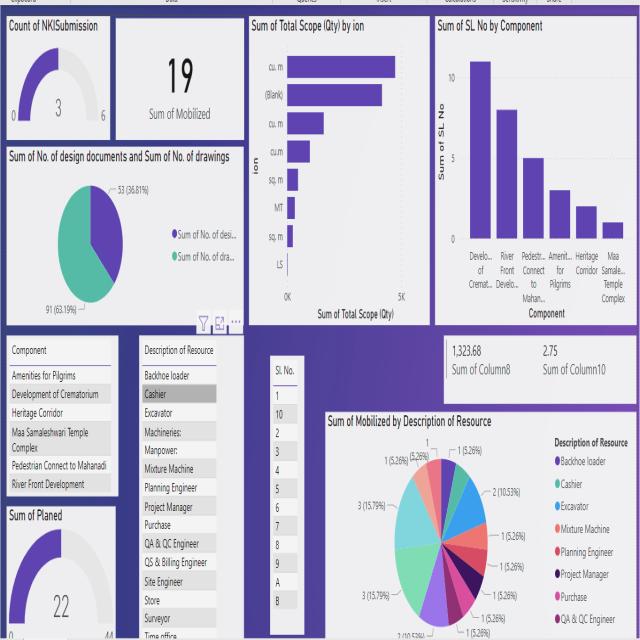 Count of NKISubmission
3
0
6
19
Sum of Mobilized
Sum of No. of design documents and Sum of No. of drawings
53 (36.81%)
91 (63.19%)
Sum of No. of desi...
Sum of No. of dra...
Sum of Total Scope (Qty) by ion
ion
cu. m
(Blank)
cu. m
cu.m
sq. m
MT
sq. m
LS
0K
5K
Sum of Total Scope (Qty)
Sum of SL No by Component
Sum of SL No
10
5
0
Develo... of Cremat...
River Front Develo...
Pedestr... Connect to Mahan...
Amenit... for Pilgrims
Heritage Corridor
Maa Samale... Temple Complex
Component
Component
Amenities for Pilgrims
Development of Crematorium
Heritage Corridor
Maa Samaleshwari Temple
Complex
Pedestrian Connect to Mahanadi
River Front Development
Description of Resource
Backhoe loader
Cashier
Excavator
Machineries:
Manpower:
Mixture Machine
Planning Engineer
Project Manager
Purchase
QA & QC Engineer
QS & Billing Engineer
Site Engineer
Store
Surveyor
Time office
Sl. No.
1
10
2
3
4
5
6
7
8
9
A
B
1,323.68
Sum of Column8
2.75
Sum of Column10
Sum of Planed
22
0
44
Sum of Mobilized by Description of Resource
1 (5.26%)
2 (10.53%)
1 (5.26%)
1 (5.26%)
1 (5.26%)
1 (5.26%)
1 (5.26%)
2 (10.53%)
3 (15.79%)
3 (15.79%)
1 (5.26%)
1
(5.26%)
Description of Resource
Backhoe loader
Cashier
Excavator
Mixture Machine
Planning Engineer
Project Manager
Purchase
QA & QC Engineer